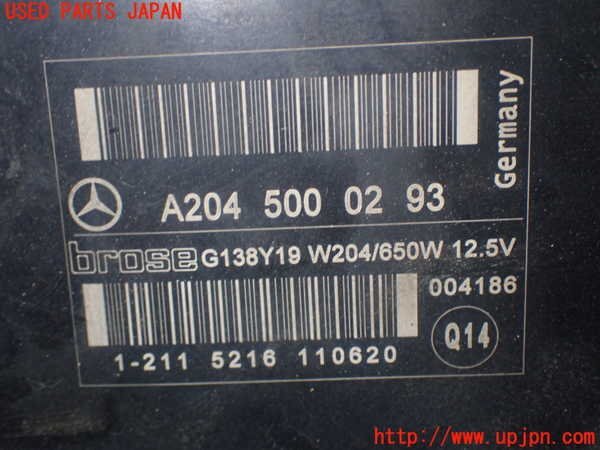 USED PARTS JAPAN
Germany
A204 500 02 93
brose G138Y19 W204/650W 12.5V
004186
1-211 5216 110620
Q14
http://www.upjpn.com/